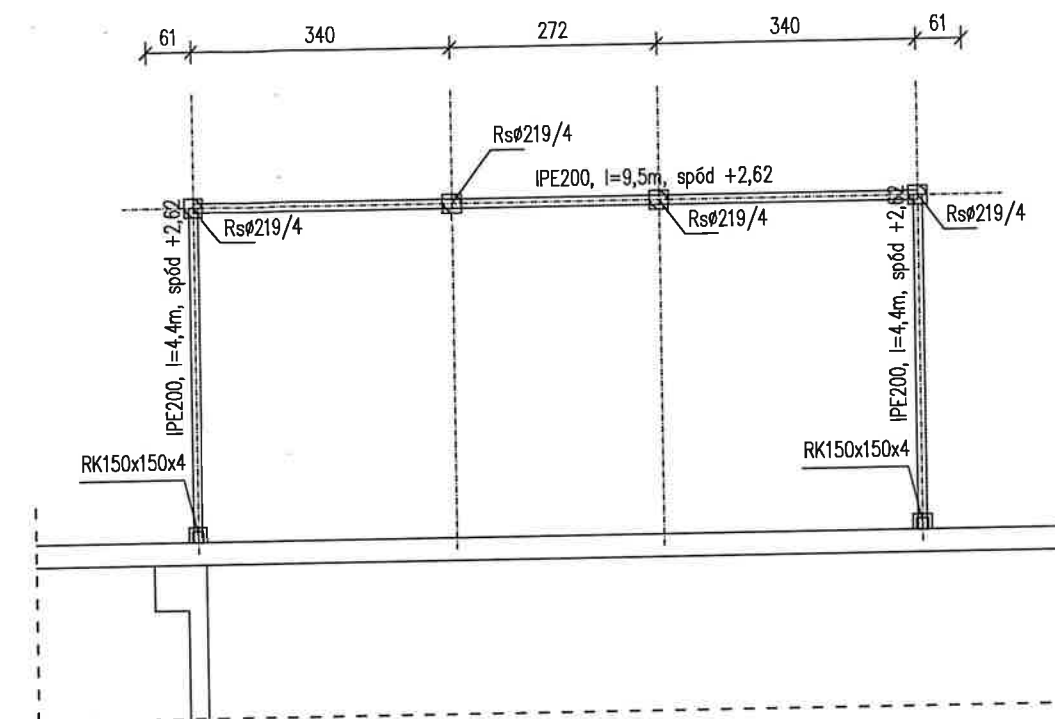 61 340 272 340 61
Rsø219/4
IPE200, l=9,5m, spód +2,62
Rsø219/4
Rsø219/4
Rsø219/4
IPE200, l=4,4m, spód +2,62
IPE200, l=4,4m, spód +2,62
RK150x150x4
RK150x150x4